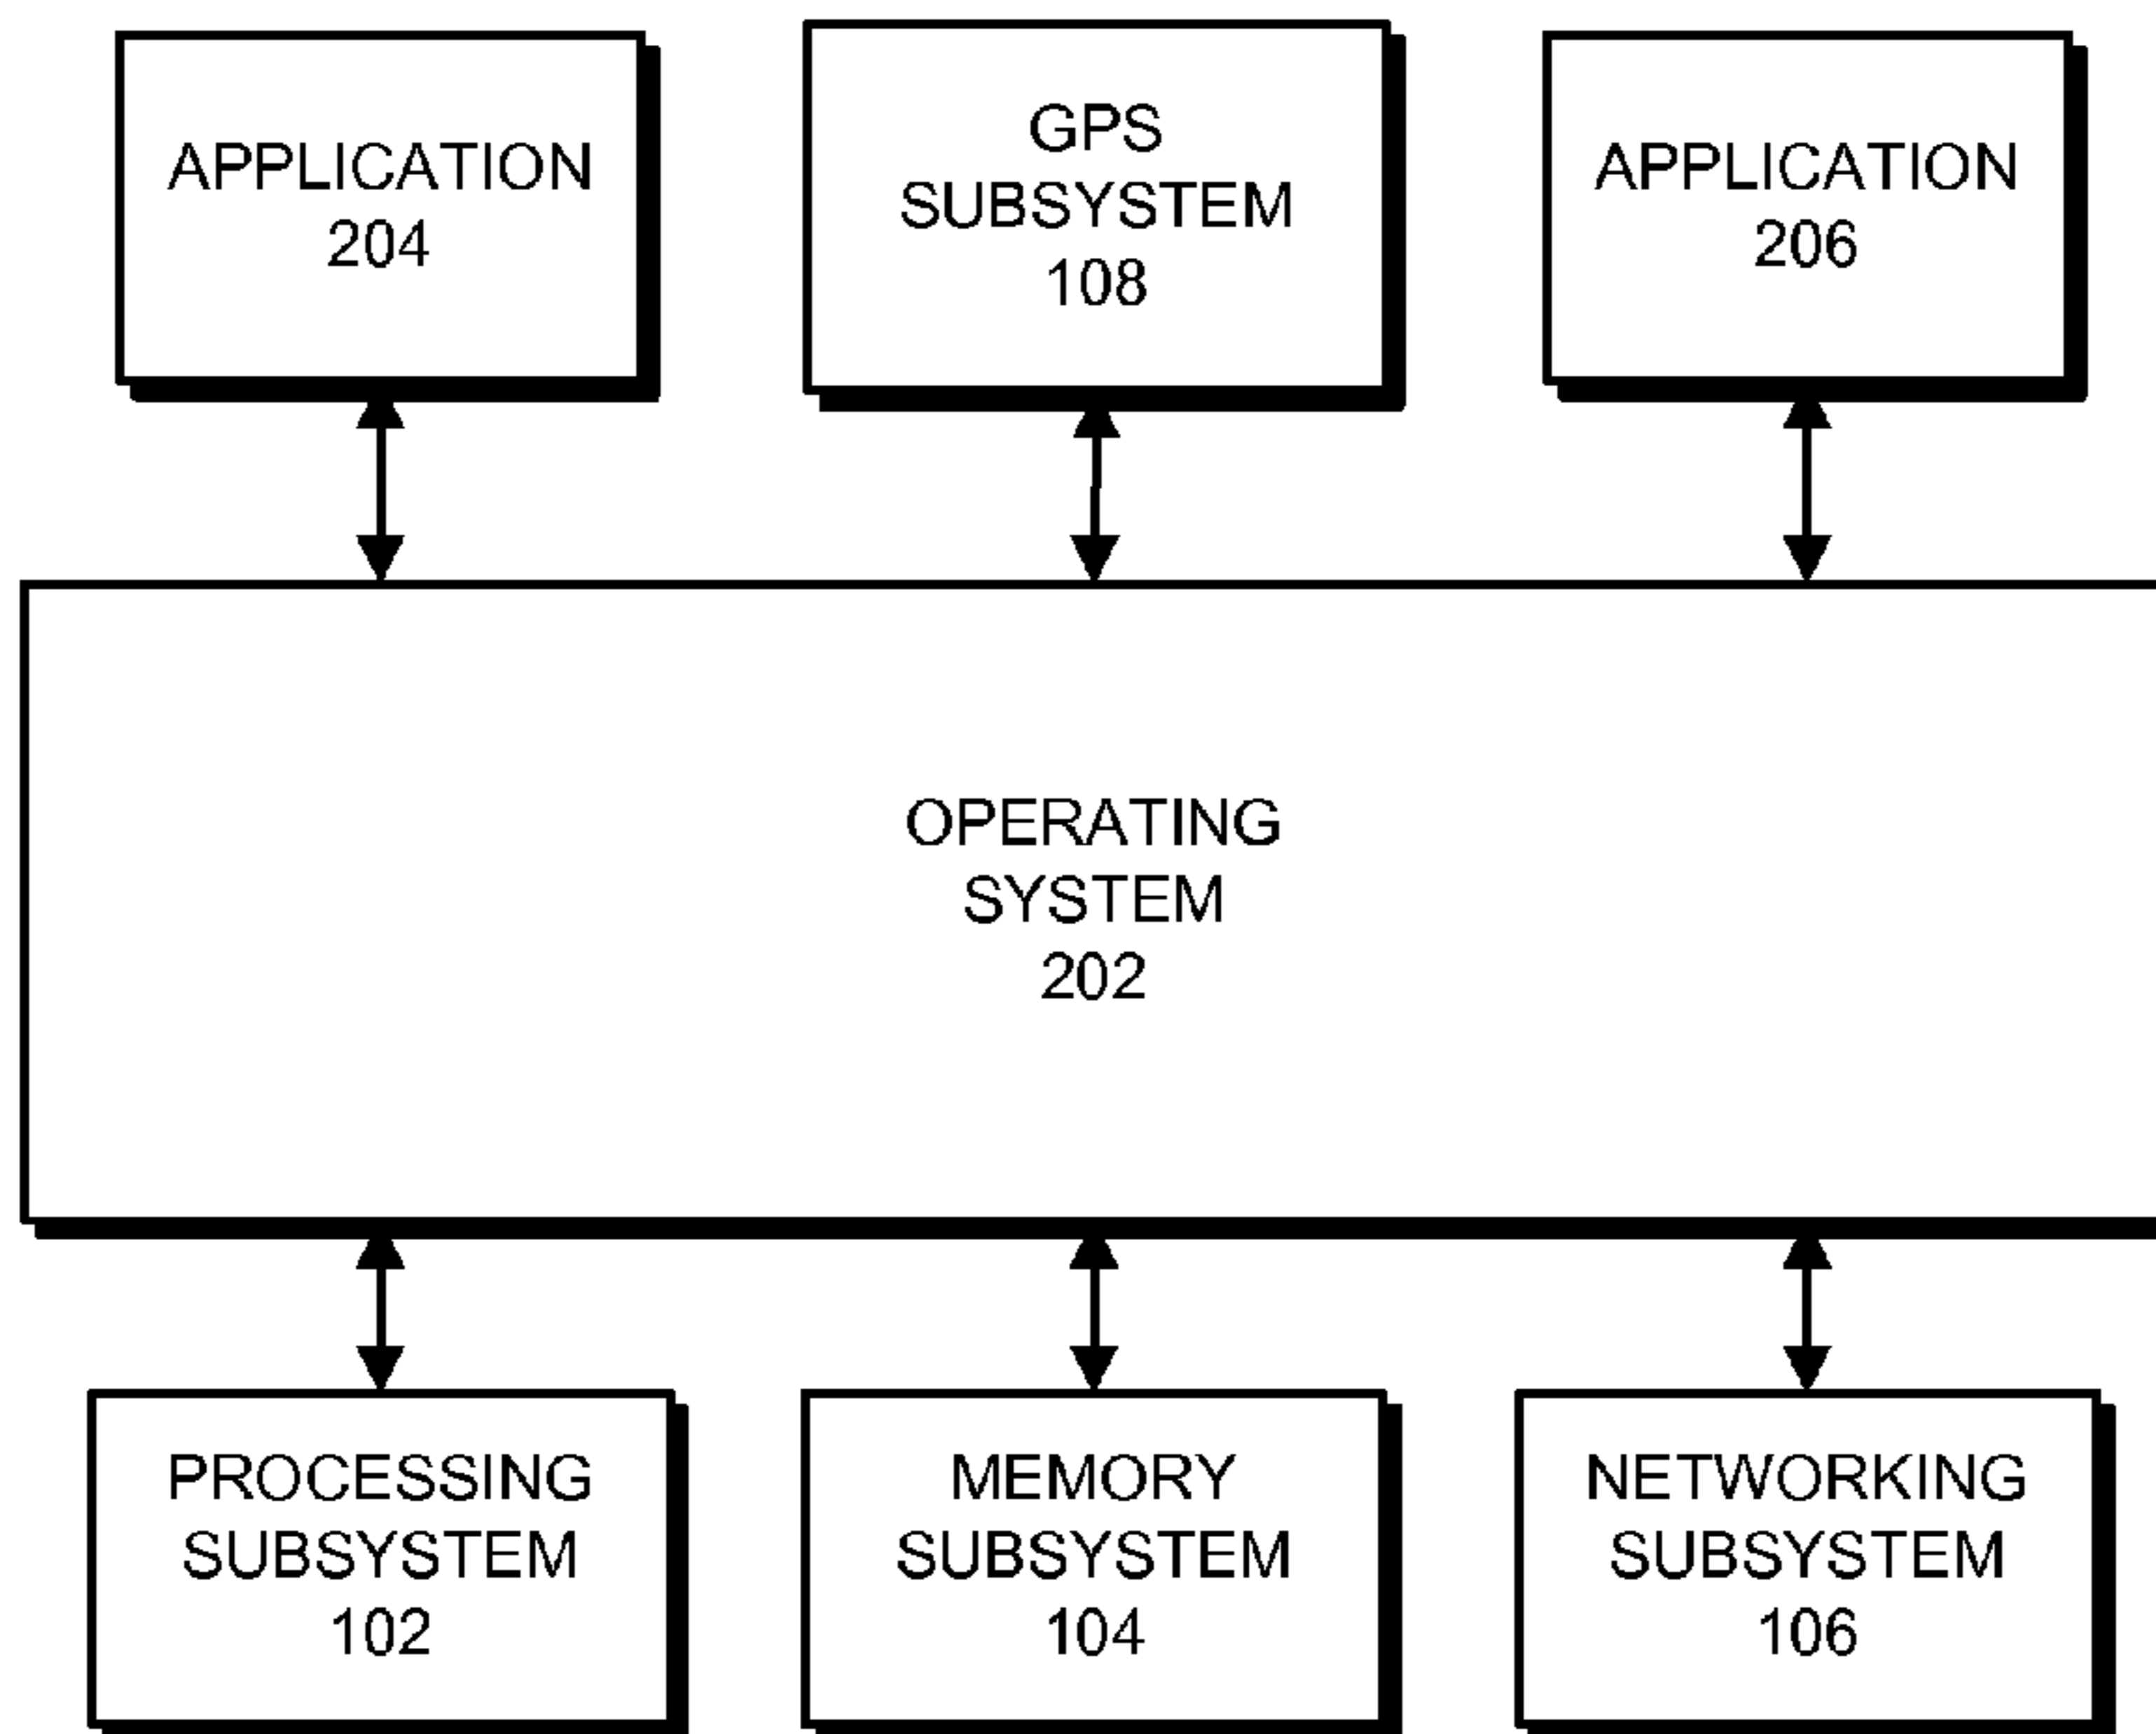 APPLICATION
204
GPS
SUBSYSTEM
108
APPLICATION
206
OPERATING
SYSTEM
202
PROCESSING
SUBSYSTEM
102
MEMORY
SUBSYSTEM
104
NETWORKING
SUBSYSTEM
106